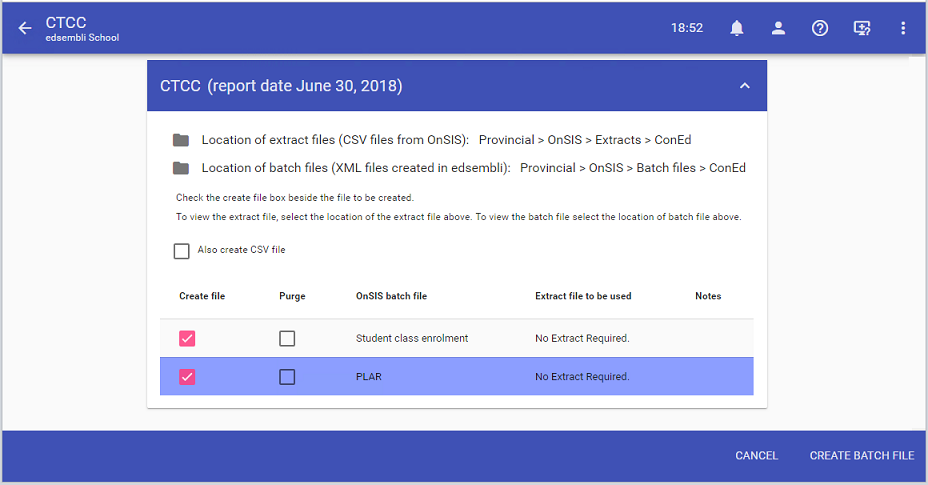 CTCC
edsembli School
18:52
CTCC (report date June 30, 2018)
Location of extract files (CSV files from OnSIS): Provincial > OnSIS > Extracts > ConEd
Location of batch files (XML files created in edsembli): Provincial > OnSIS > Batch files > ConEd
Check the create file box beside the file to be created.
To view the extract file, select the location of the extract file above. To view the batch file select the location of batch file above.
Also create CSV file
Create file Purge OnSIS batch file Extract file to be used Notes
Student class enrolment No Extract Required.
PLAR No Extract Required.
CANCEL CREATE BATCH FILE